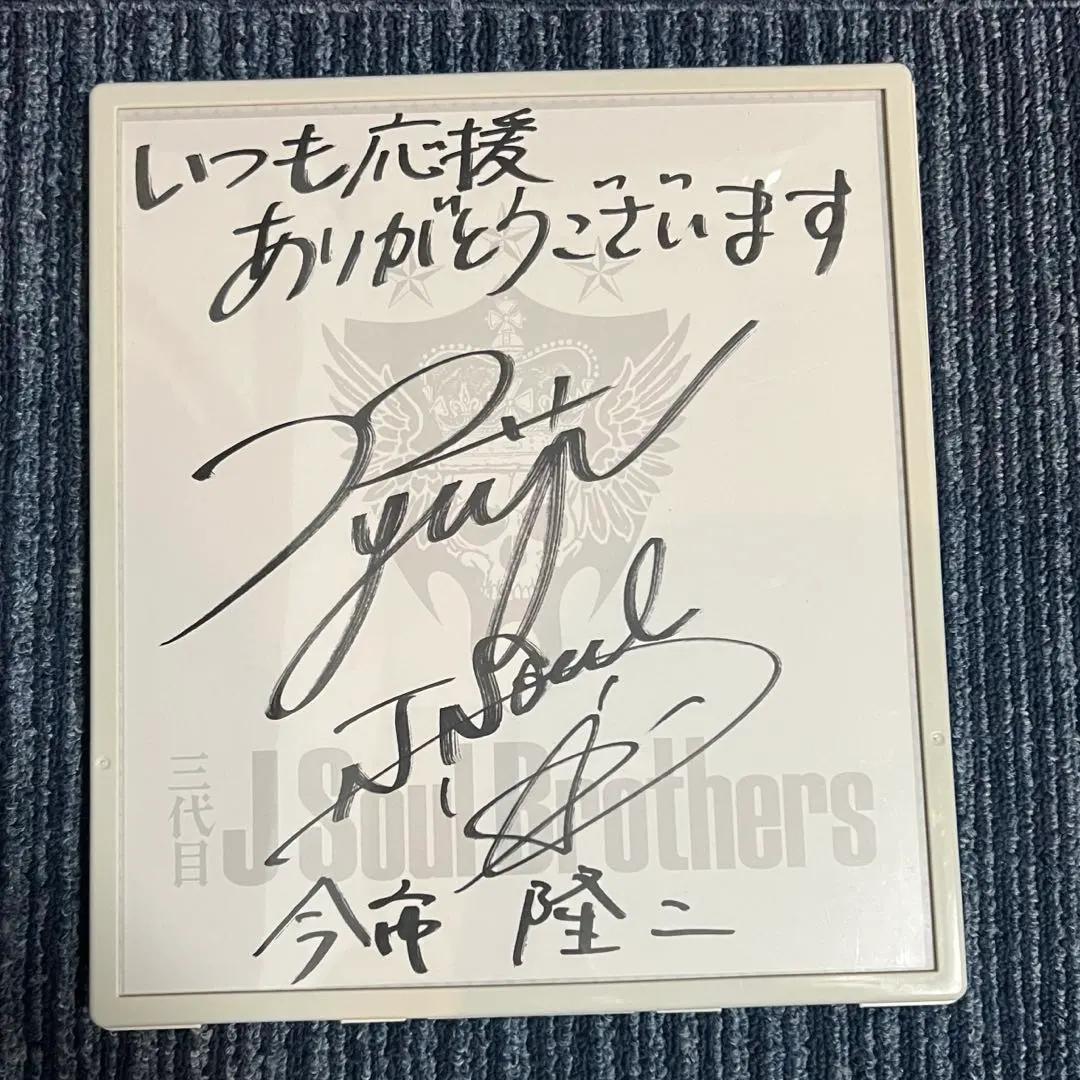 いつも応援
ありがとうございます
Ryuji
J Soul
三代目 J Soul Brothers
今市 隆二